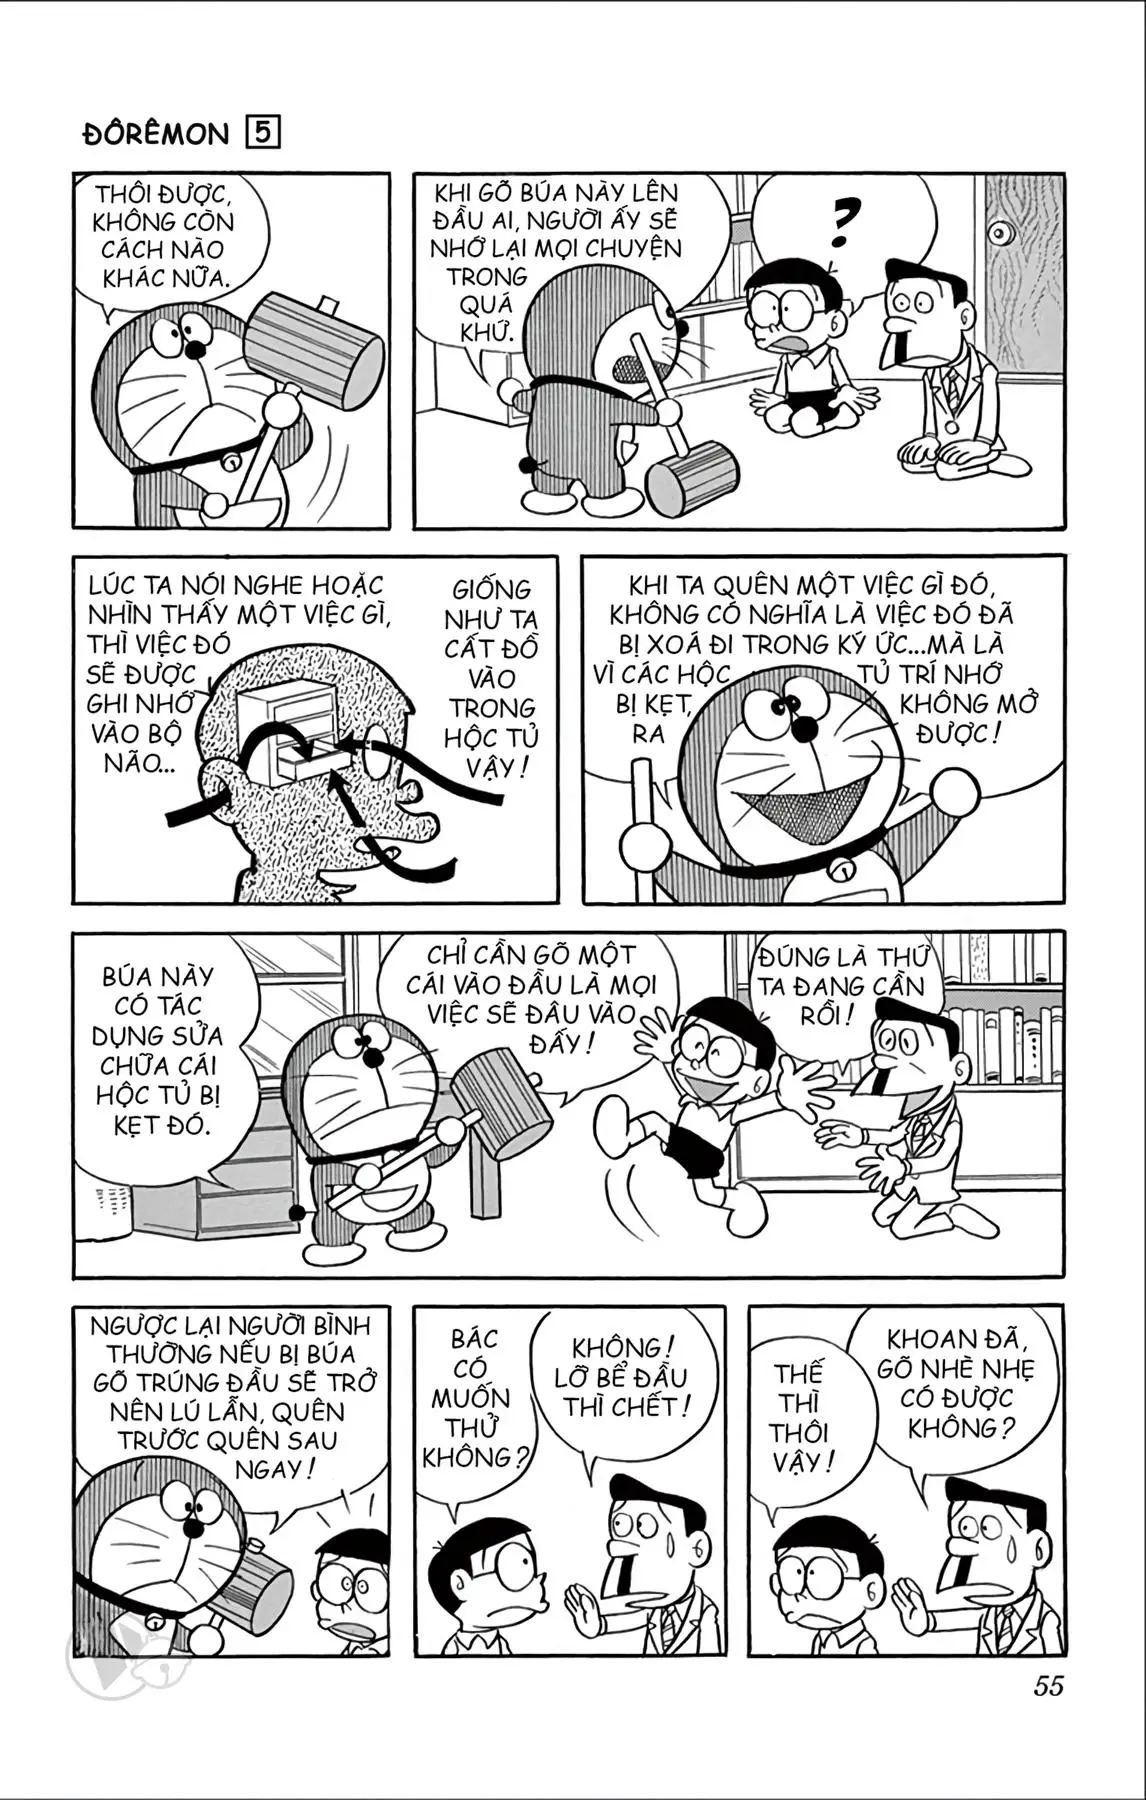 ĐÔRÊMON 5
THÔI ĐƯỢC,
KHÔNG CÒN
CÁCH NÀO
KHÁC NỮA.
KHI GÕ BÚA NÀY LÊN
ĐẦU AI, NGƯỜI ẤY SẼ
NHỚ LẠI MỌI CHUYỆN
TRONG
QUÁ
KHỨ.
?
LÚC TA NÓI NGHE HOẶC
NHÌN THẤY MỘT VIỆC GÌ,
THÌ VIỆC ĐÓ
SẼ ĐƯỢC
GHI NHỚ
VÀO BỘ
NÃO...
GIỐNG
NHƯ TA
CẤT ĐỒ
VÀO
TRONG
HỘC TỦ
VẬY!
KHI TA QUÊN MỘT VIỆC GÌ ĐÓ,
KHÔNG CÓ NGHĨA LÀ VIỆC ĐÓ ĐÃ
BỊ XOÁ ĐI TRONG KÝ ỨC...MÀ LÀ
VÌ CÁC HỘC TỦ TRÍ NHỚ
BỊ KẸT, KHÔNG MỞ
RA ĐƯỢC!
BÚA NÀY
CÓ TÁC
DỤNG SỬA
CHỮA CÁI
HỘC TỦ BỊ
KẸT ĐÓ.
CHỈ CẦN GÕ MỘT
CÁI VÀO ĐẦU LÀ MỌI
VIỆC SẼ ĐÂU VÀO
ĐẤY!
ĐÚNG LÀ THỨ
TA ĐANG CẦN
RỒI!
NGƯỢC LẠI NGƯỜI BÌNH
THƯỜNG NẾU BỊ BÚA
GÕ TRÚNG ĐẦU SẼ TRỞ
NÊN LÚ LẪN, QUÊN
TRƯỚC QUÊN SAU
NGAY!
BÁC
CÓ
MUỐN
THỬ
KHÔNG?
KHÔNG!
LỠ BỂ ĐẦU
THÌ CHẾT!
THẾ
THÌ
THÔI
VẬY!
KHOAN ĐÃ,
GÕ NHÈ NHẸ
CÓ ĐƯỢC
KHÔNG?
55